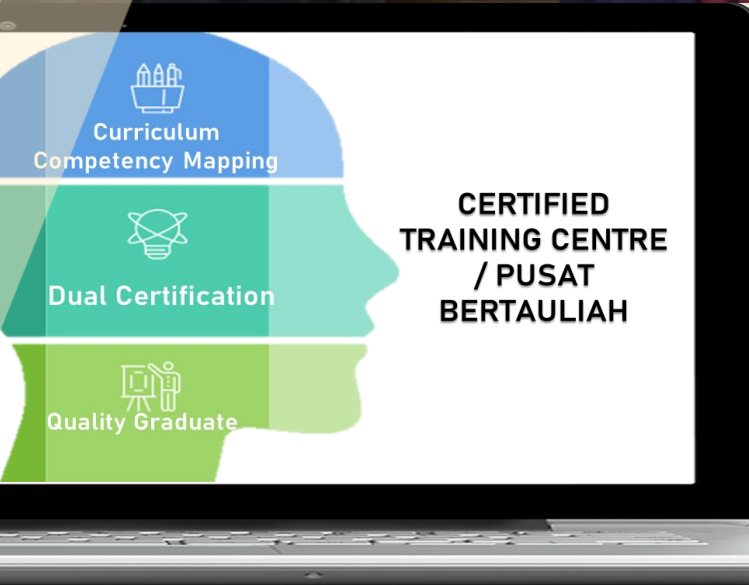 Curriculum
Competency Mapping
Dual Certification
Quality Graduate
CERTIFIED
TRAINING CENTRE
/ PUSAT
BERTAULIAH